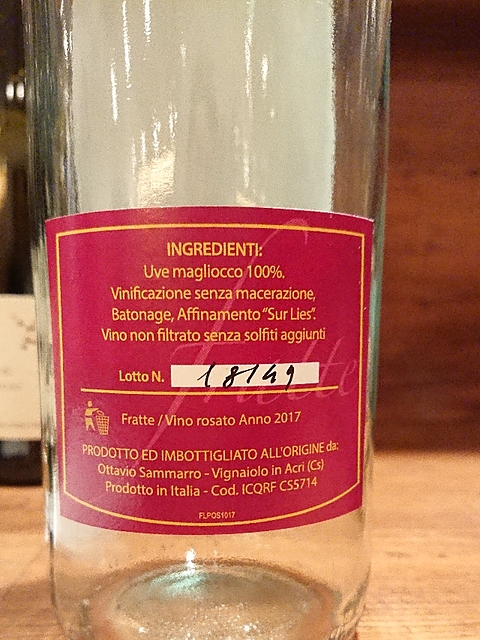 INGREDIENTI:
Uve magliocco 100%.
Vinificazione senza macerazione,
Batonage, Affinamento "Sur Lies".
Vino non filtrato senza solfiti aggiunti
Lotto N. 18149
Fratte / Vino rosato Anno 2017
PRODOTTO ED IMBOTTIGLIATO ALL'ORIGINE da:
Ottavio Sammarro - Vignaiolo in Acri (Cs)
Prodotto in Italia - Cod. ICQRF CS5714
FLPOS1017
fratte